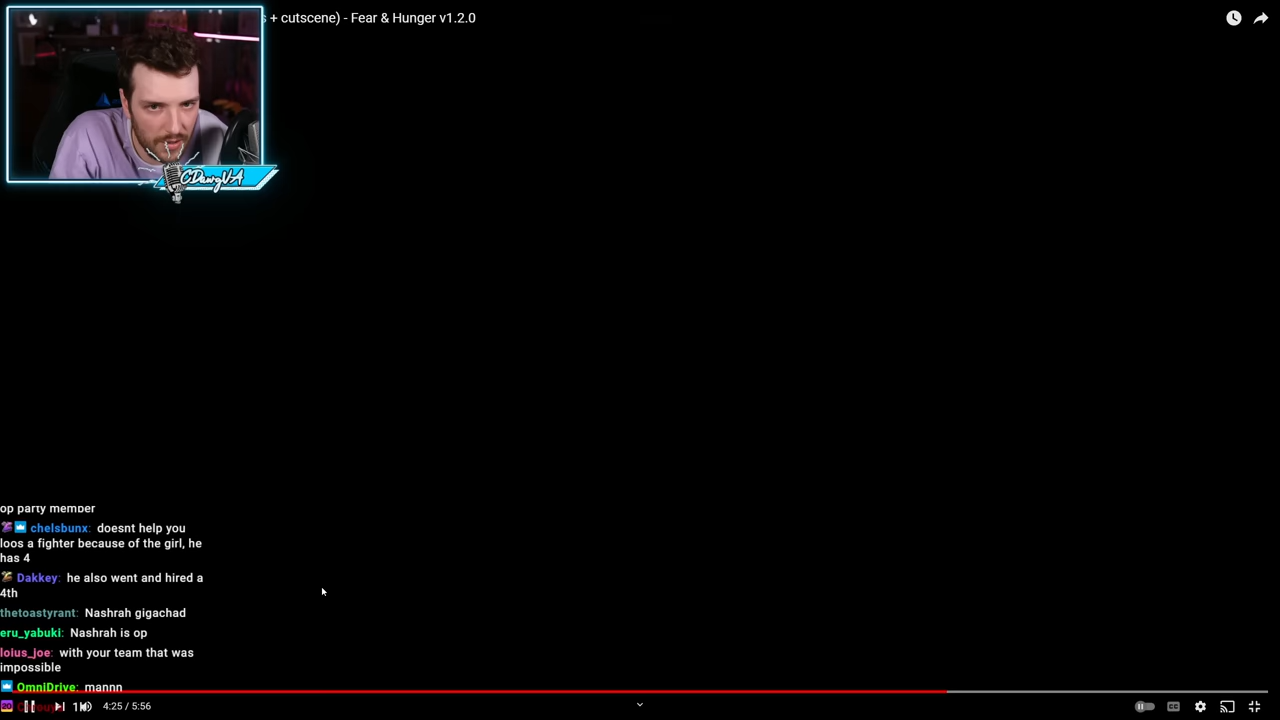 s + cutscene) - Fear & Hunger v1.2.0
CDawgVA
op party member
chelsbunx: doesnt help you
loos a fighter because of the girl, he
has 4
Dakkey: he also went and hired a
4th
thetoastyrant: Nashrah gigachad
eru_yabuki: Nashrah is op
loius_joe: with your team that was
impossible
OmniDrive: mannn
4:25 / 5:56
CC